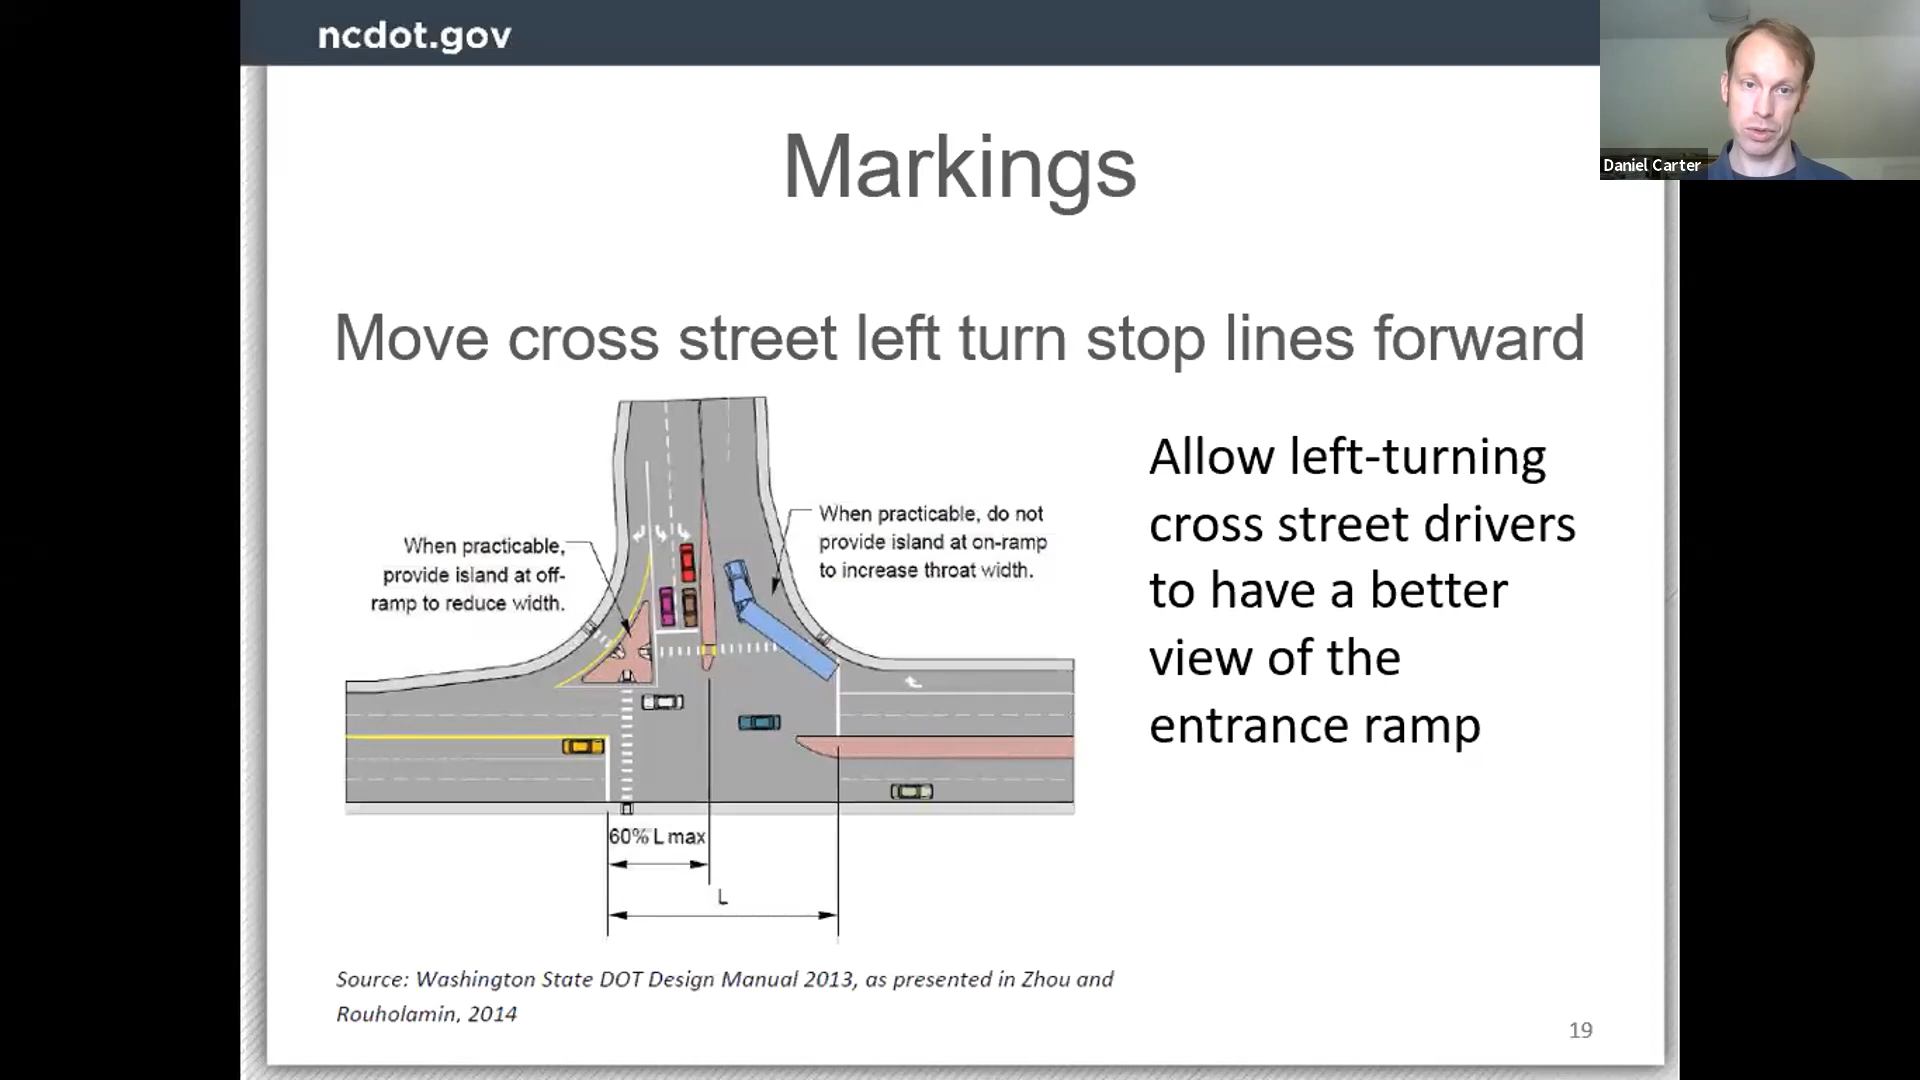 ncdot.gov
Daniel Carter
Markings
Move cross street left turn stop lines forward
When practicable,
provide island at off-
ramp to reduce width.
When practicable, do not
provide island at on-ramp
to increase throat width.
60% L max
L
Allow left-turning
cross street drivers
to have a better
view of the
entrance ramp
Source: Washington State DOT Design Manual 2013, as presented in Zhou and
Rouholamin, 2014
19